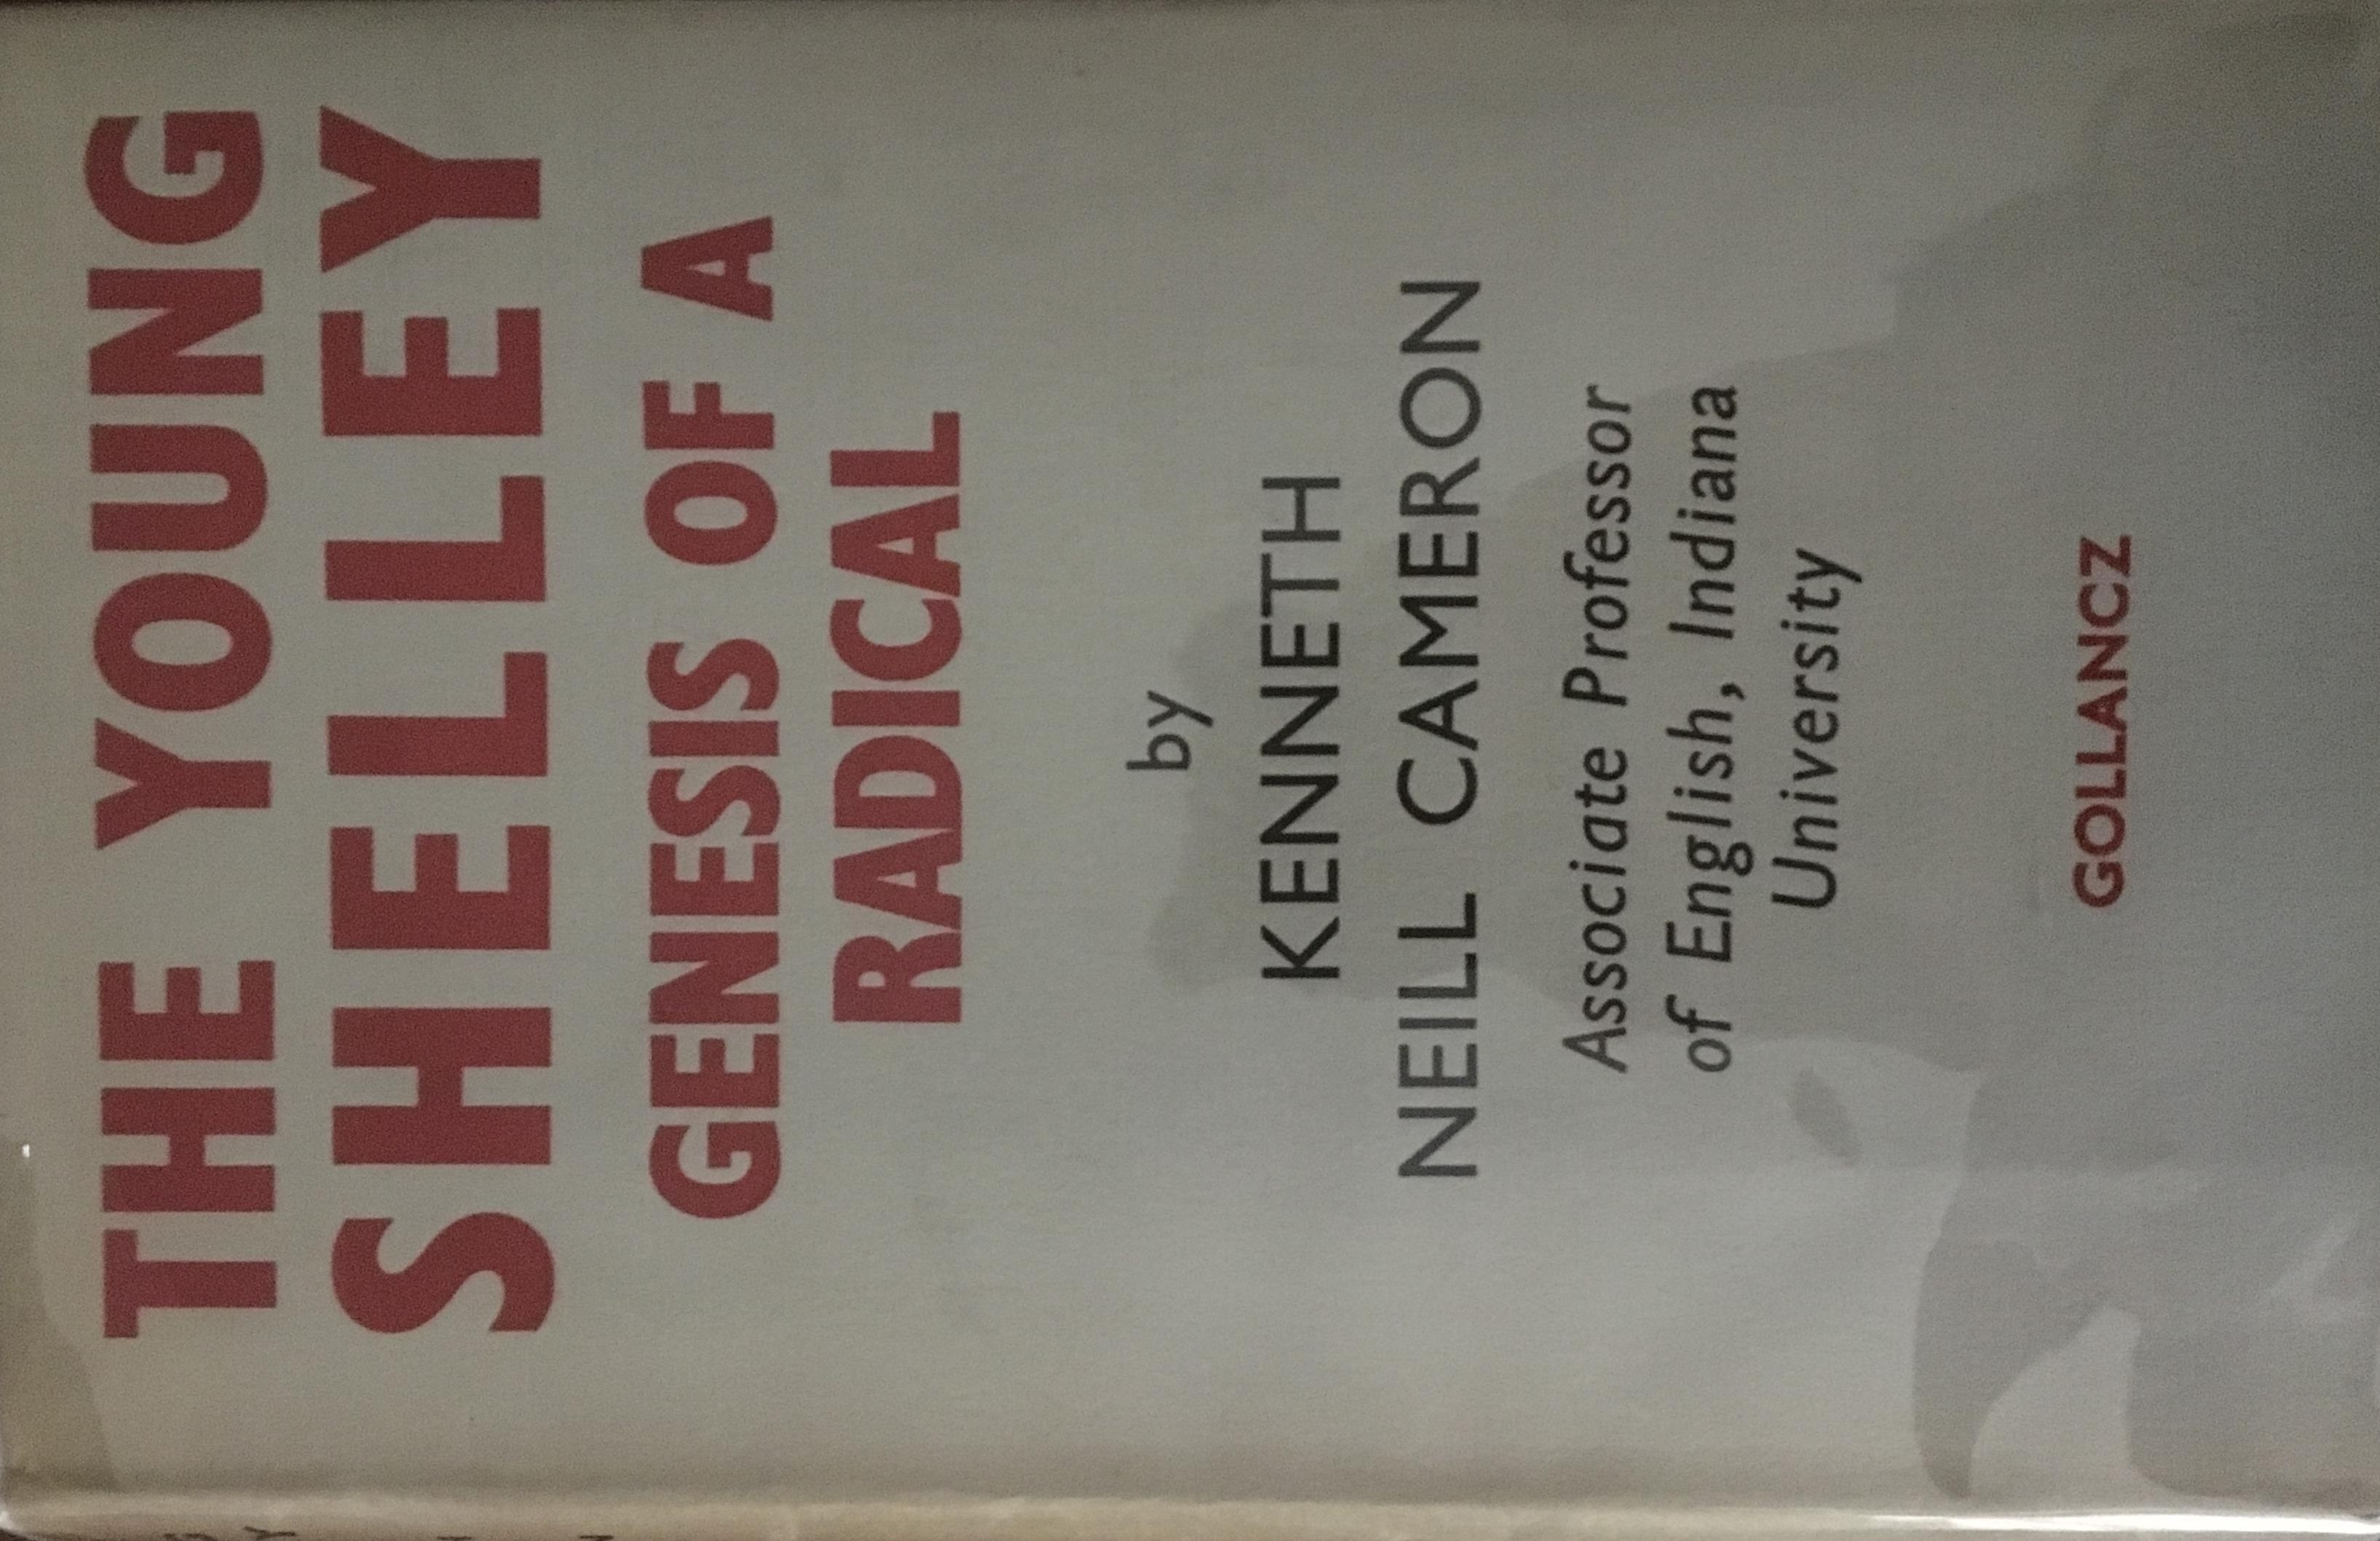 THE YOUNG
SHELLEY
GENESIS OF A
RADICAL
by
KENNETH
NEILL CAMERON
Associate Professor
of English, Indiana
University
GOLLANCZ